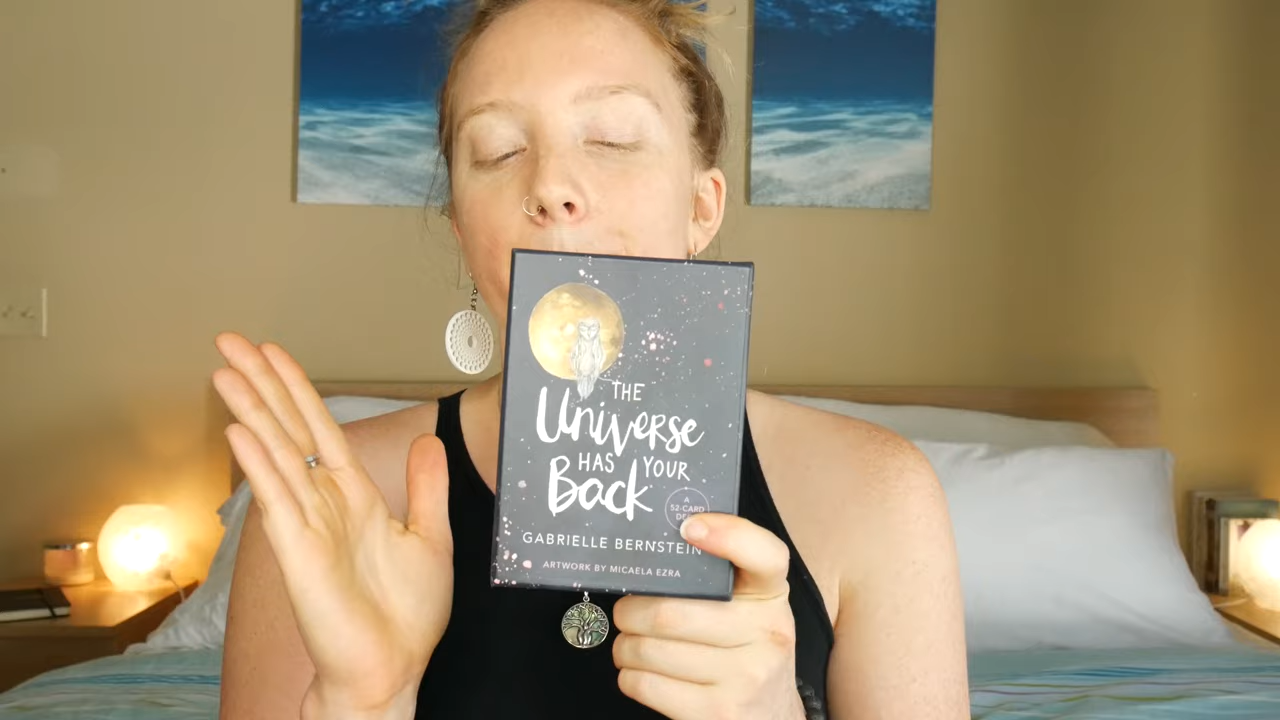 THE
Universe
HAS YOUR
Back
A
52-CARD
GABRIELLE BERNSTEIN
ARTWORK BY MICAELA EZRA